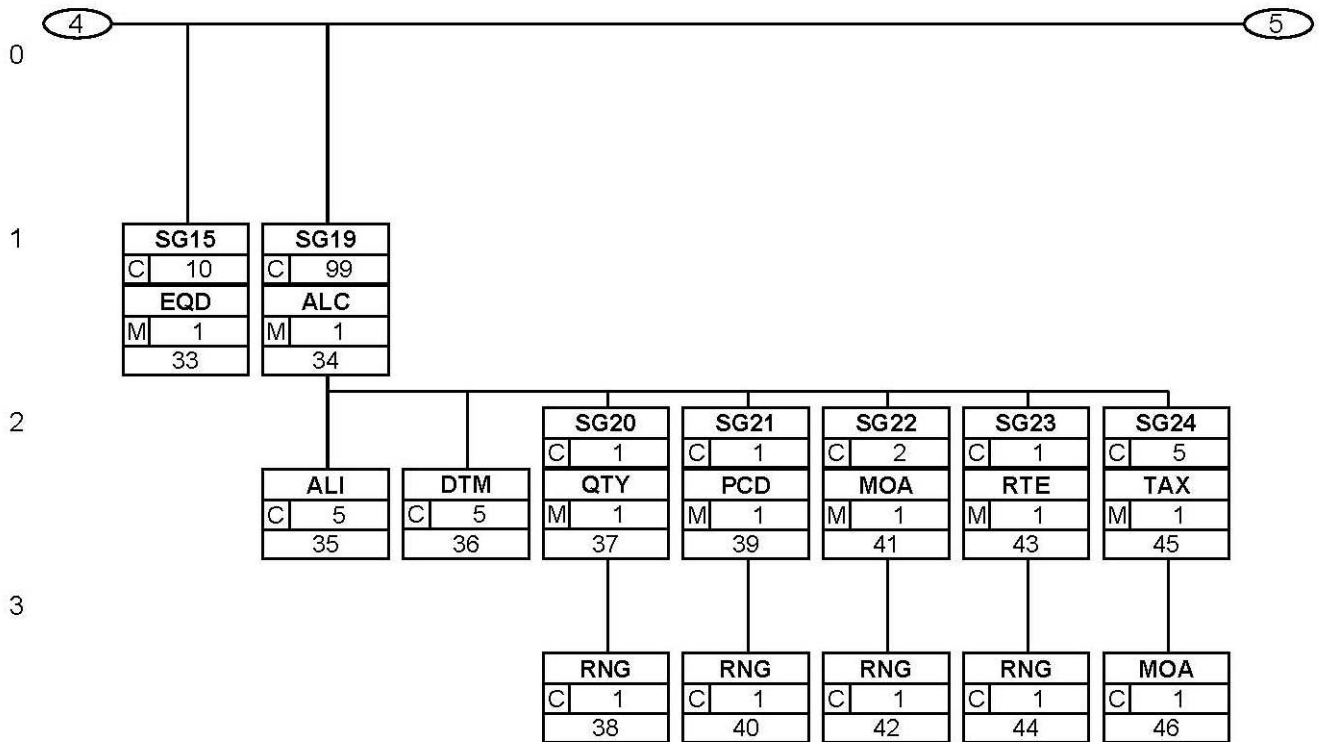 4 5
0
1 SG15 SG19
C 10 C 99
EQD ALC
M 1 M 1
33 34
2 SG20 SG21 SG22 SG23 SG24
C 1 C 1 C 2 C 1 C 5
ALI DTM QTY PCD MOA RTE TAX
C 5 C 5 M 1 M 1 M 1 M 1 M 1
35 36 37 39 41 43 45
3
RNG RNG RNG RNG MOA
C 1 C 1 C 1 C 1 C 1
38 40 42 44 46